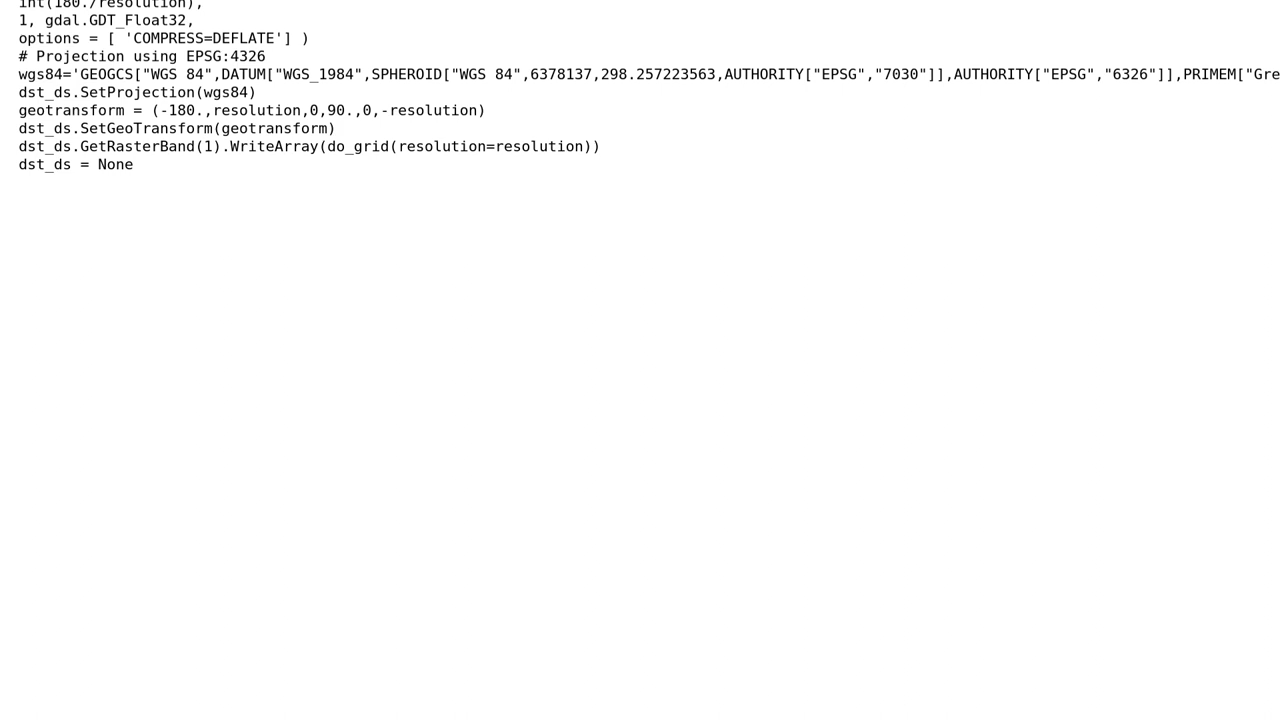 int(180./resolution),
1, gdal.GDT_Float32,
options = [ 'COMPRESS=DEFLATE'] )
# Projection using EPSG:4326
wgs84='GEOGCS["WGS 84",DATUM["WGS_1984",SPHEROID["WGS 84",6378137,298.257223563,AUTHORITY["EPSG","7030"]],AUTHORITY["EPSG","6326"]],PRIMEM["Gre
dst_ds.SetProjection(wgs84)
geotransform = (-180.,resolution,0,90.,0,-resolution)
dst_ds.SetGeoTransform(geotransform)
dst_ds.GetRasterBand(1).WriteArray(do_grid(resolution=resolution))
dst_ds = None